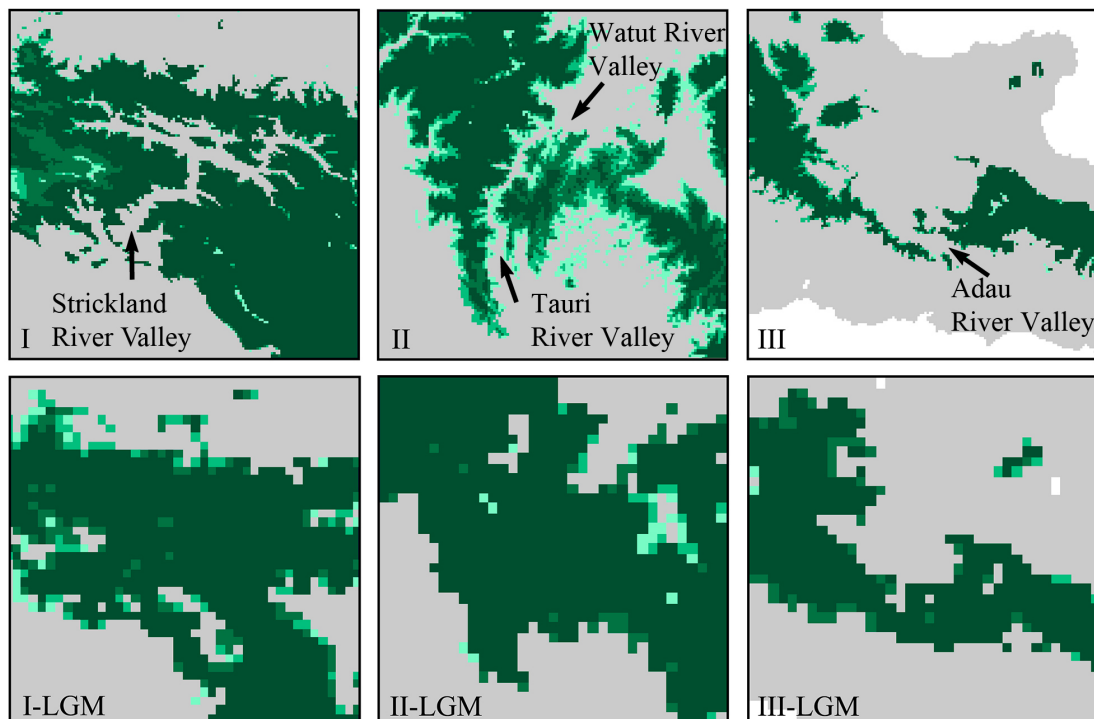 Strickland
River Valley
I
Watut River
Valley
Tauri
River Valley
II
Adau
River Valley
III
I-LGM
II-LGM
III-LGM